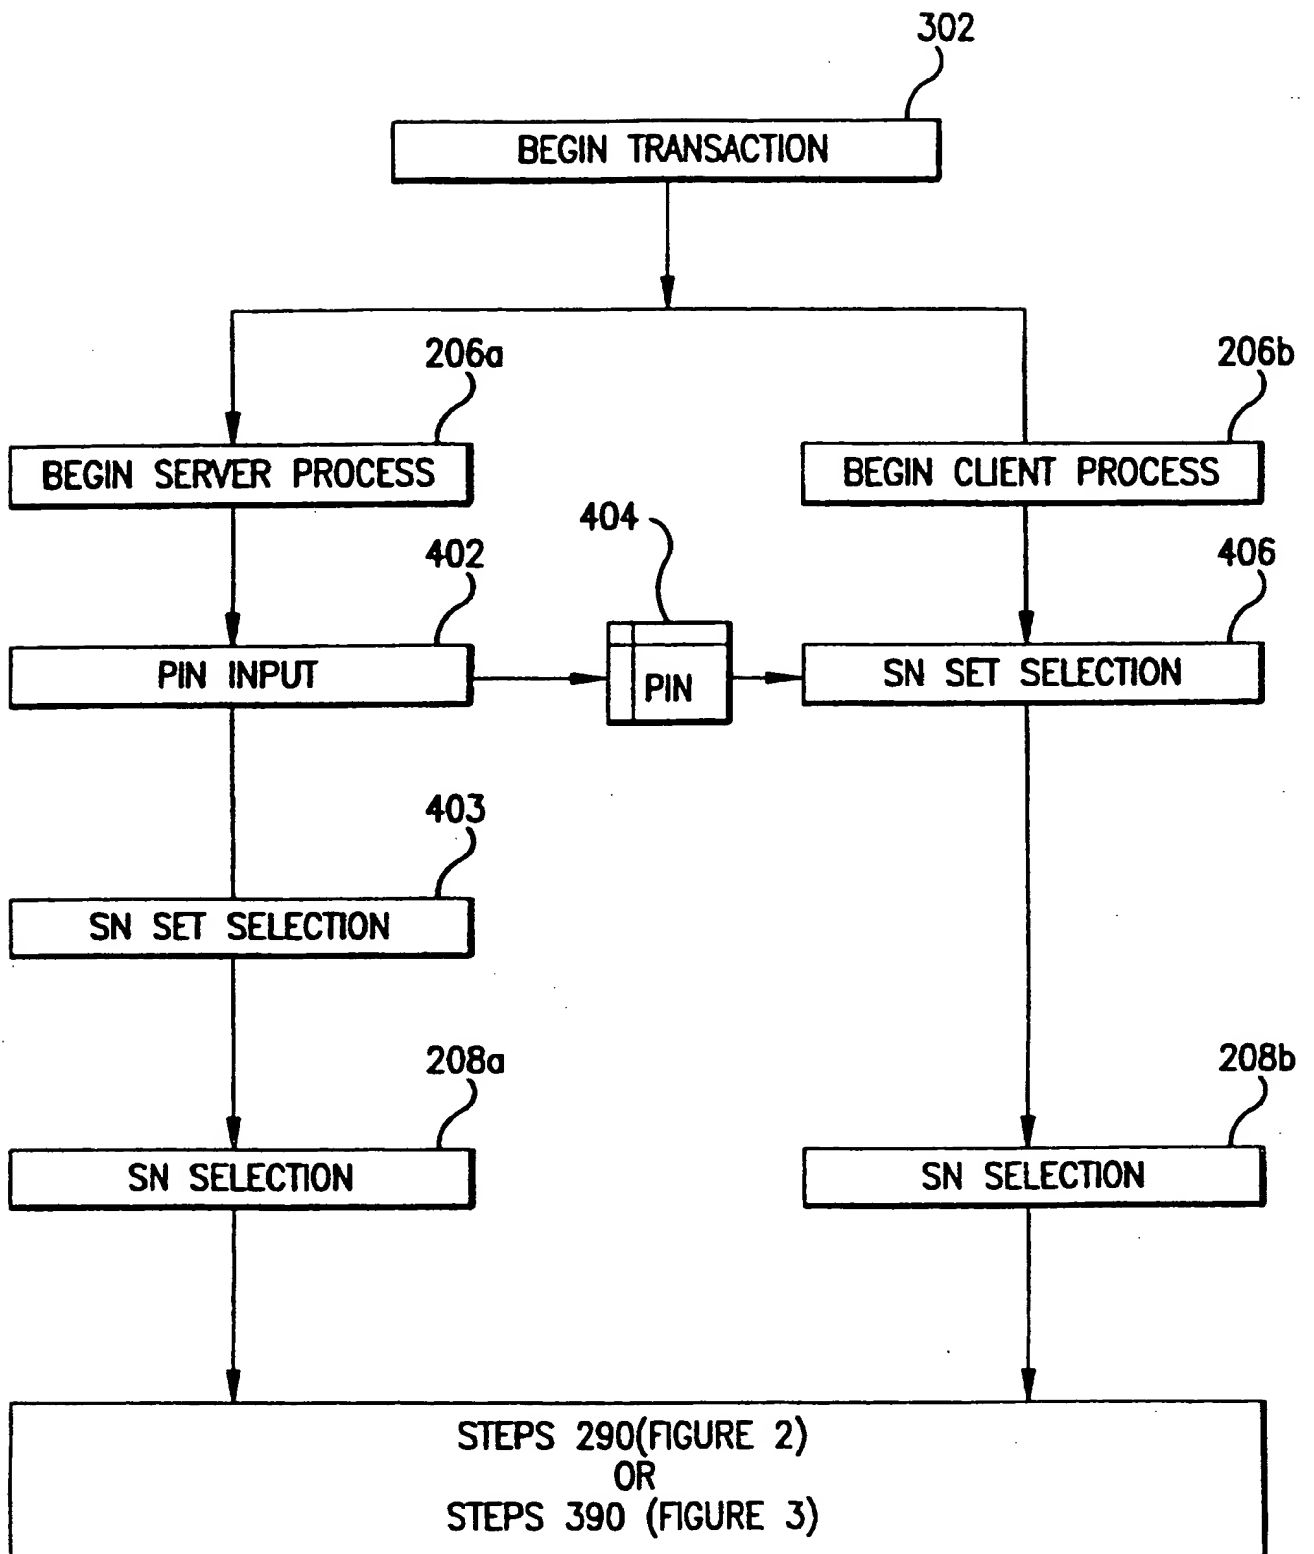 302
BEGIN TRANSACTION
206a
206b
BEGIN SERVER PROCESS
BEGIN CLIENT PROCESS
404
402
406
PIN INPUT
PIN
SN SET SELECTION
403
SN SET SELECTION
208a
208b
SN SELECTION
SN SELECTION
STEPS 290(FIGURE 2)
OR
STEPS 390 (FIGURE 3)